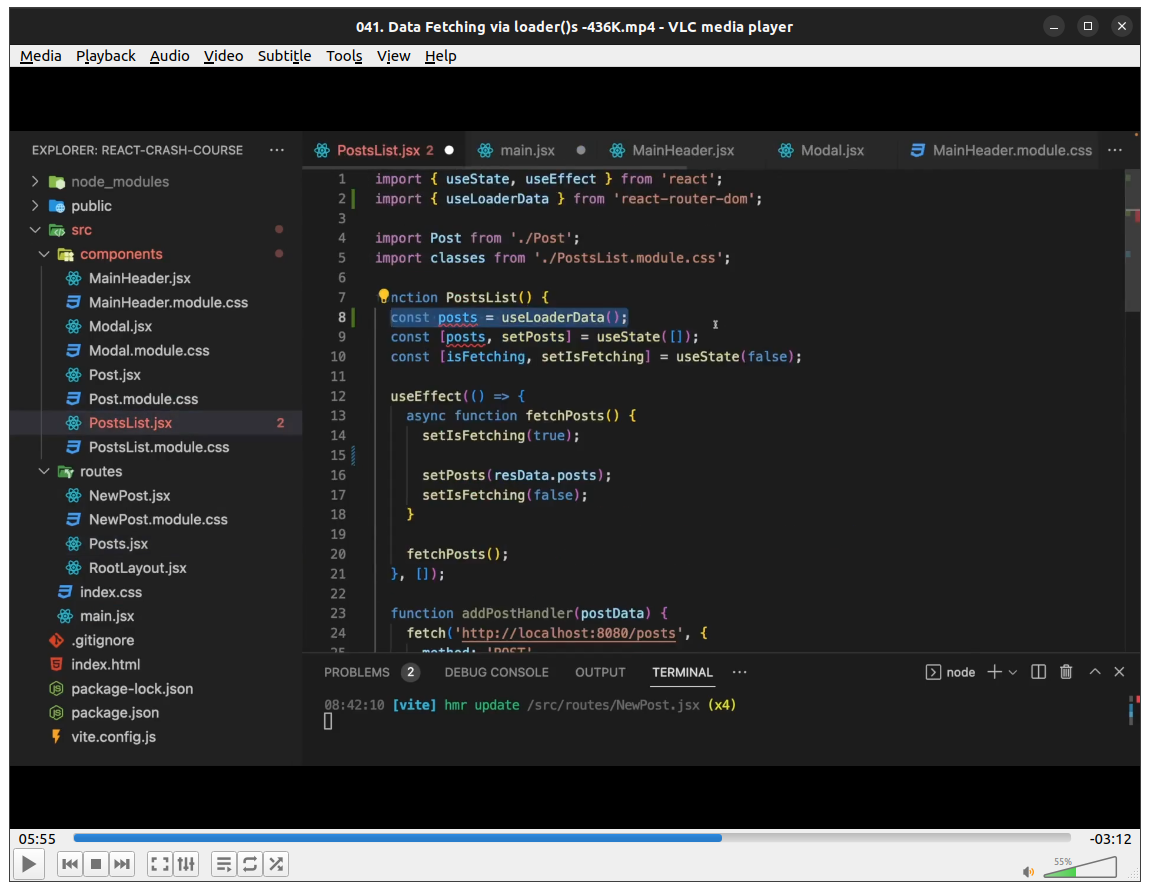 041. Data Fetching via loader()s -436K.mp4 - VLC media player
Media Playback Audio Video Subtitle Tools View Help
EXPLORER: REACT-CRASH-COURSE ...
node_modules
public
src
components
MainHeader.jsx
MainHeader.module.css
Modal.jsx
Modal.module.css
Post.jsx
Post.module.css
PostsList.jsx 2
PostsList.module.css
routes
NewPost.jsx
NewPost.module.css
Posts.jsx
RootLayout.jsx
index.css
main.jsx
.gitignore
index.html
package-lock.json
package.json
vite.config.js
PostsList.jsx 2 main.jsx MainHeader.jsx Modal.jsx MainHeader.module.css ...
1 import { useState, useEffect } from 'react';
2 import { useLoaderData } from 'react-router-dom';
3
4 import Post from './Post';
5 import classes from './PostsList.module.css';
6
7 nction PostsList() {
8 const posts = useLoaderData();
9 const [posts, setPosts] = useState([]);
10 const [isFetching, setIsFetching] = useState(false);
11
12 useEffect(() => {
13 async function fetchPosts() {
14 setIsFetching(true);
15
16 setPosts(resData.posts);
17 setIsFetching(false);
18 }
19
20 fetchPosts();
21 }, []);
22
23 function addPostHandler(postData) {
24 fetch('http://localhost:8080/posts', {
25 method: 'POST'
PROBLEMS 2 DEBUG CONSOLE OUTPUT TERMINAL ... node
08:42:10 [vite] hmr update /src/routes/NewPost.jsx (x4)
05:55 -03:12
55%